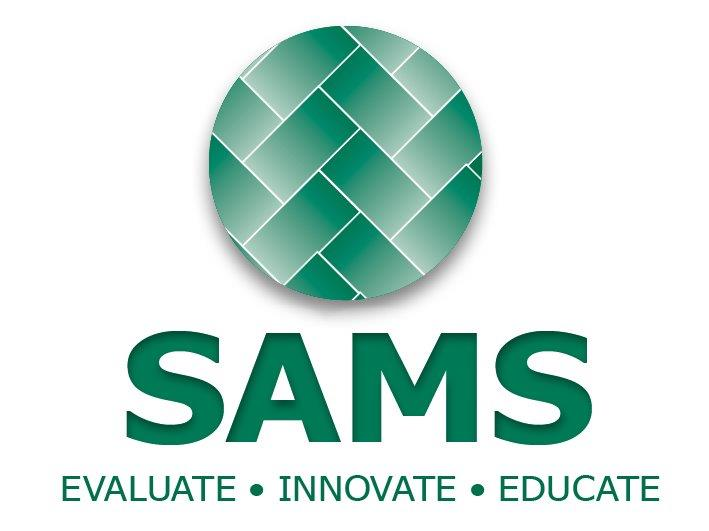 SAMS
EVALUATE • INNOVATE • EDUCATE